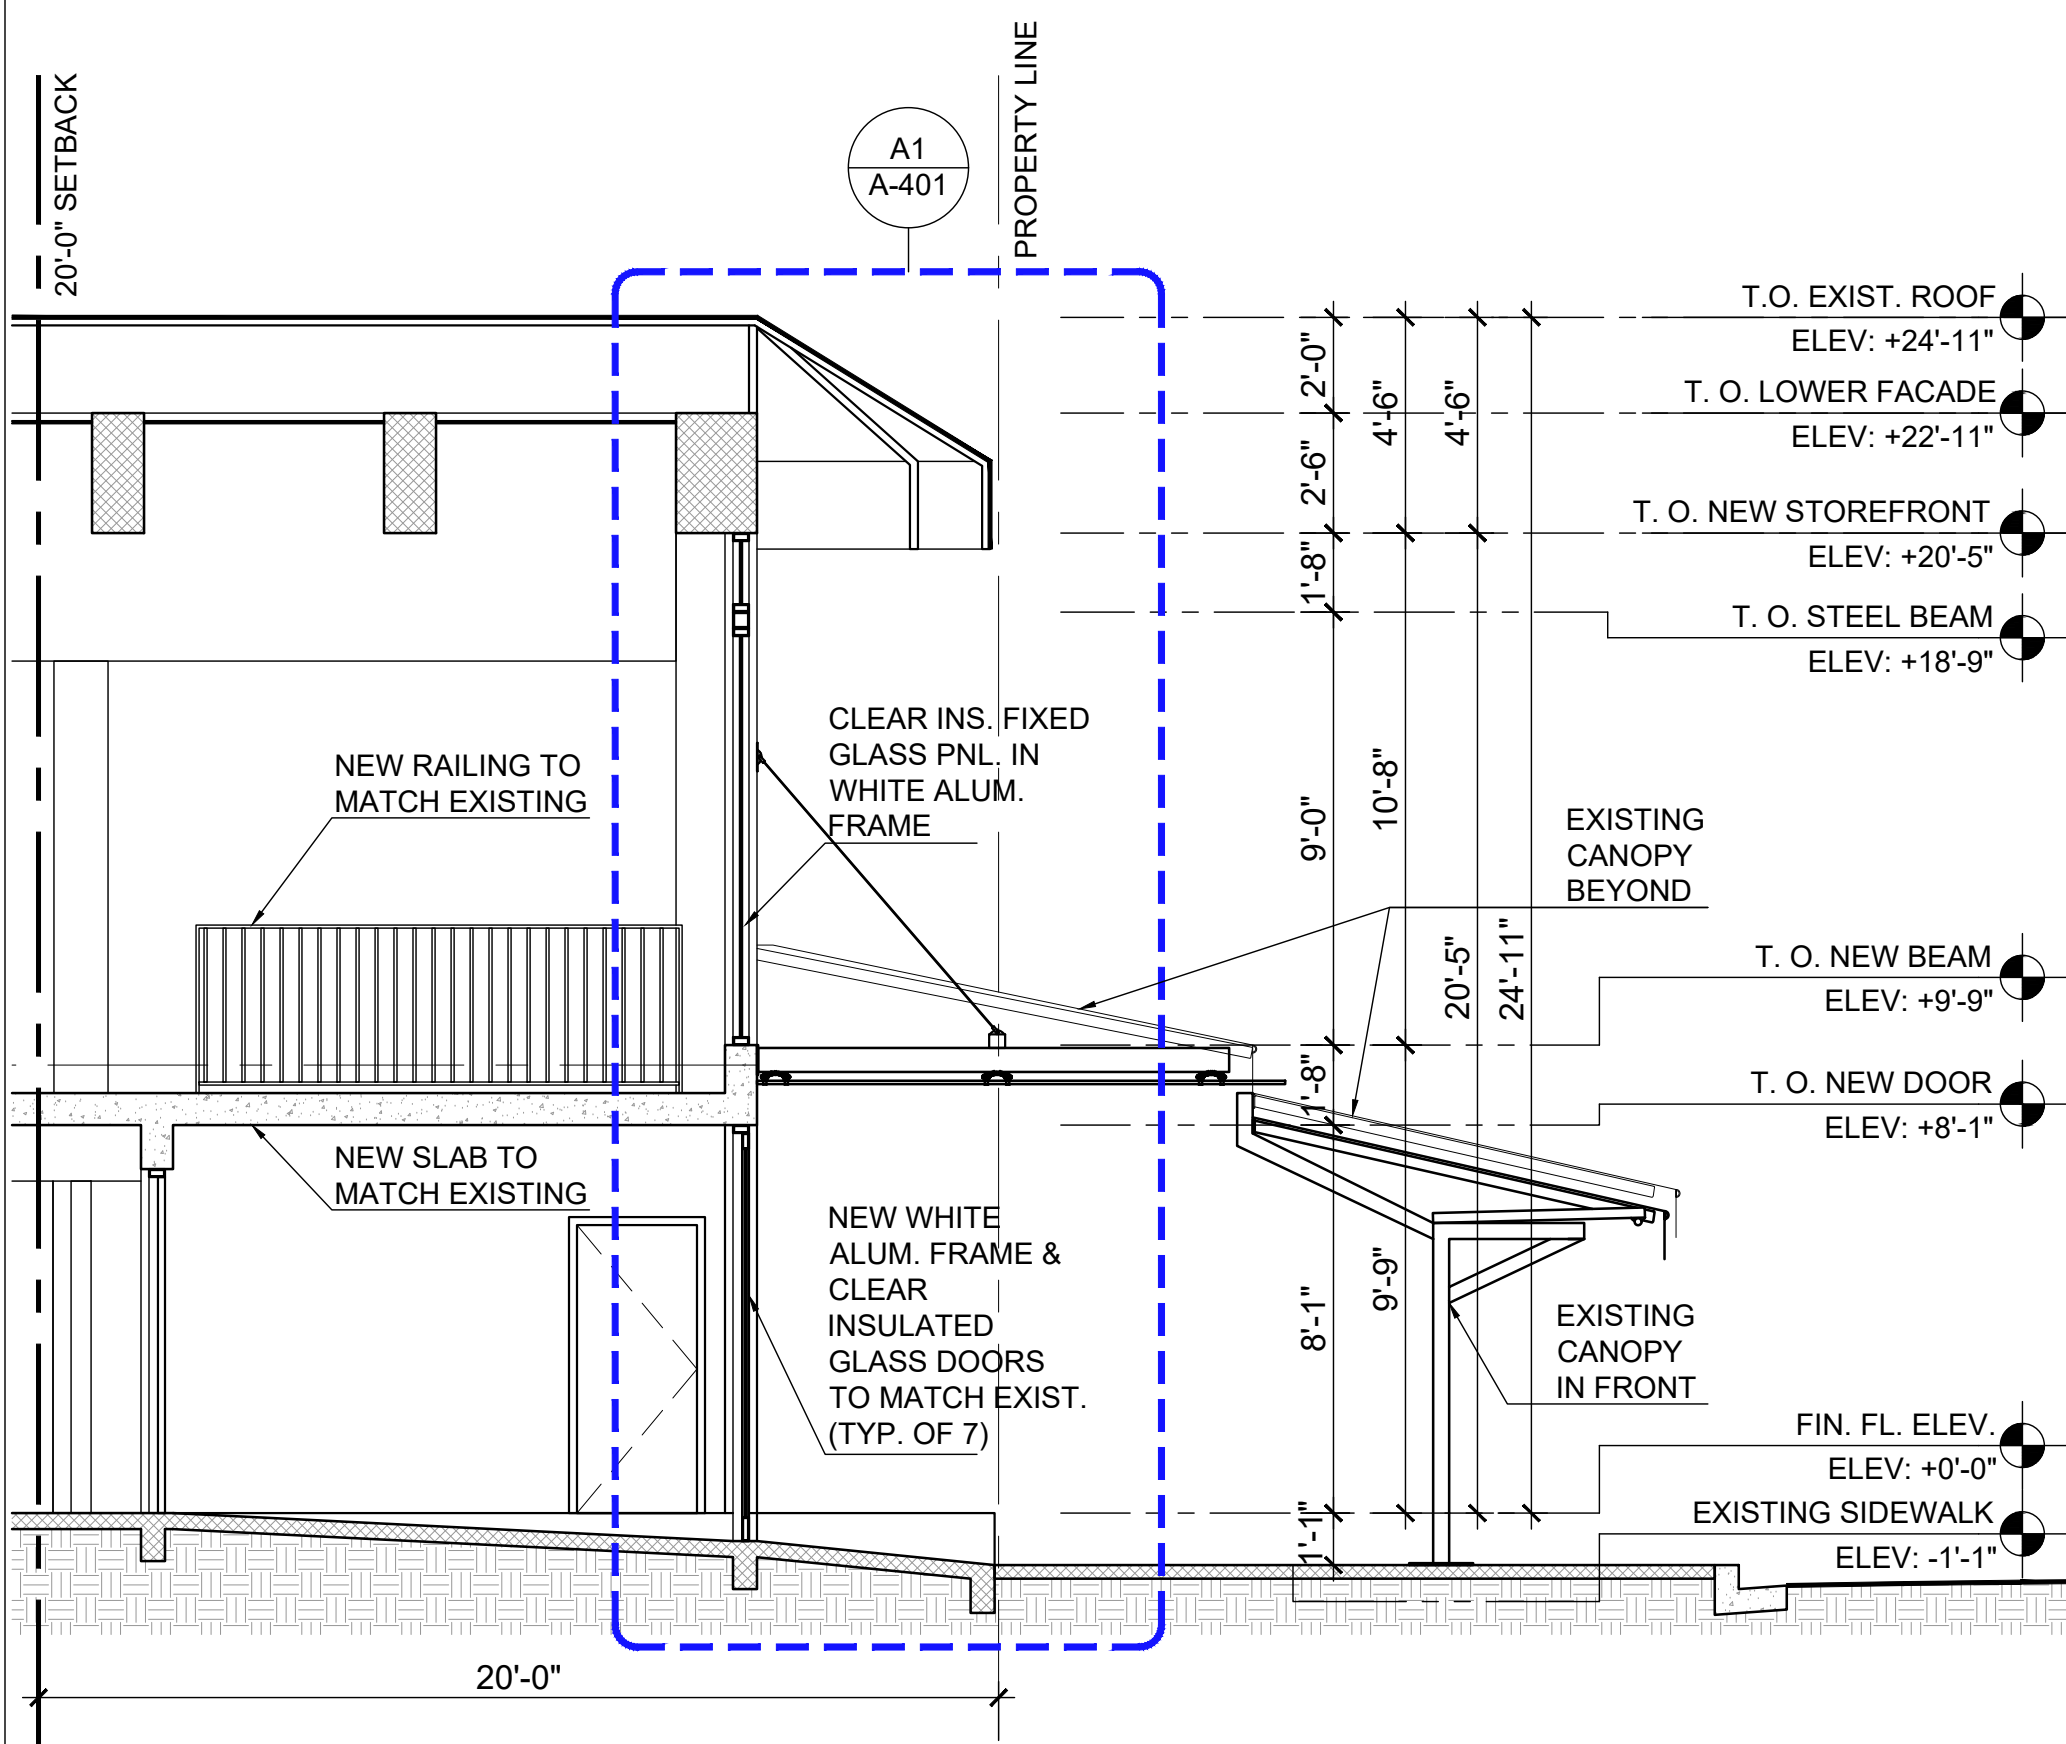 20'-0" SETBACK
PROPERTY LINE
A1
A-401
T.O. EXIST. ROOF
ELEV: +24'-11"
T. O. LOWER FACADE
ELEV: +22'-11"
T. O. NEW STOREFRONT
ELEV: +20'-5"
T. O. STEEL BEAM
ELEV: +18'-9"
T. O. NEW BEAM
ELEV: +9'-9"
T. O. NEW DOOR
ELEV: +8'-1"
FIN. FL. ELEV.
ELEV: +0'-0"
EXISTING SIDEWALK
ELEV: -1'-1"
2'-0"
2'-6"
1'-8"
9'-0"
1'-8"
8'-1"
1'-1"
4'-6"
10'-8"
9'-9"
4'-6"
20'-5"
24'-11"
NEW RAILING TO
MATCH EXISTING
CLEAR INS. FIXED
GLASS PNL. IN
WHITE ALUM.
FRAME
EXISTING
CANOPY
BEYOND
NEW SLAB TO
MATCH EXISTING
NEW WHITE
ALUM. FRAME &
CLEAR
INSULATED
GLASS DOORS
TO MATCH EXIST.
(TYP. OF 7)
EXISTING
CANOPY
IN FRONT
20'-0"